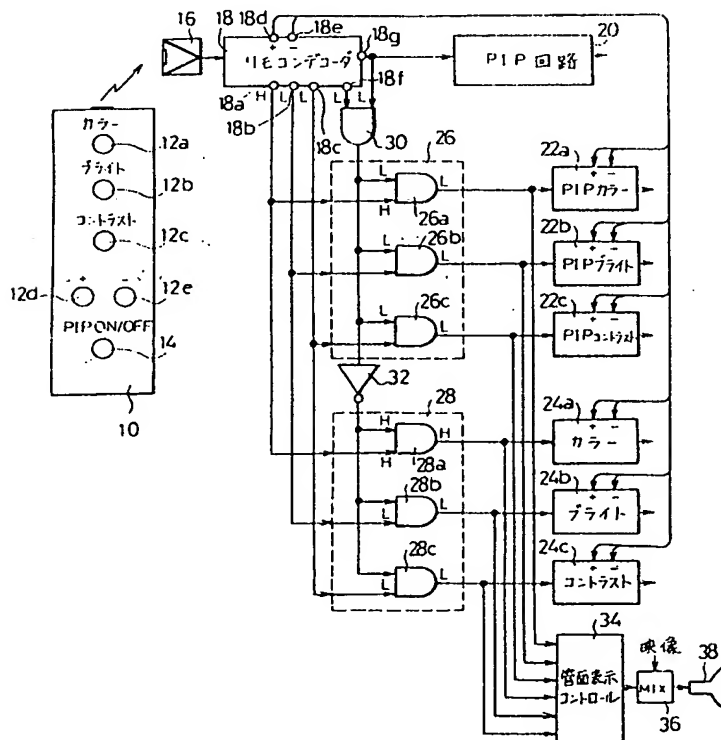 16
18
18d
+
−
18e
18g
リモコンデコーダ
PIP 回路
20
18a
H
L
18b
L
18c
L
18f
L
30
10
カラー
12a
ブライト
12b
コントラスト
12c
+
−
12d
12e
PIP ON/OFF
14
26
L
H
26a
L
L
26b
L
L
26c
L
32
28
H
H
28a
H
28b
L
L
28c
L
L
22a
+ −
PIPカラー
22b
+ −
PIPブライト
22c
+ −
PIPコントラスト
24a
+ −
カラー
24b
+ −
ブライト
24c
+ −
コントラスト
34
管面表示
コントロール
映像
MIX
36
38